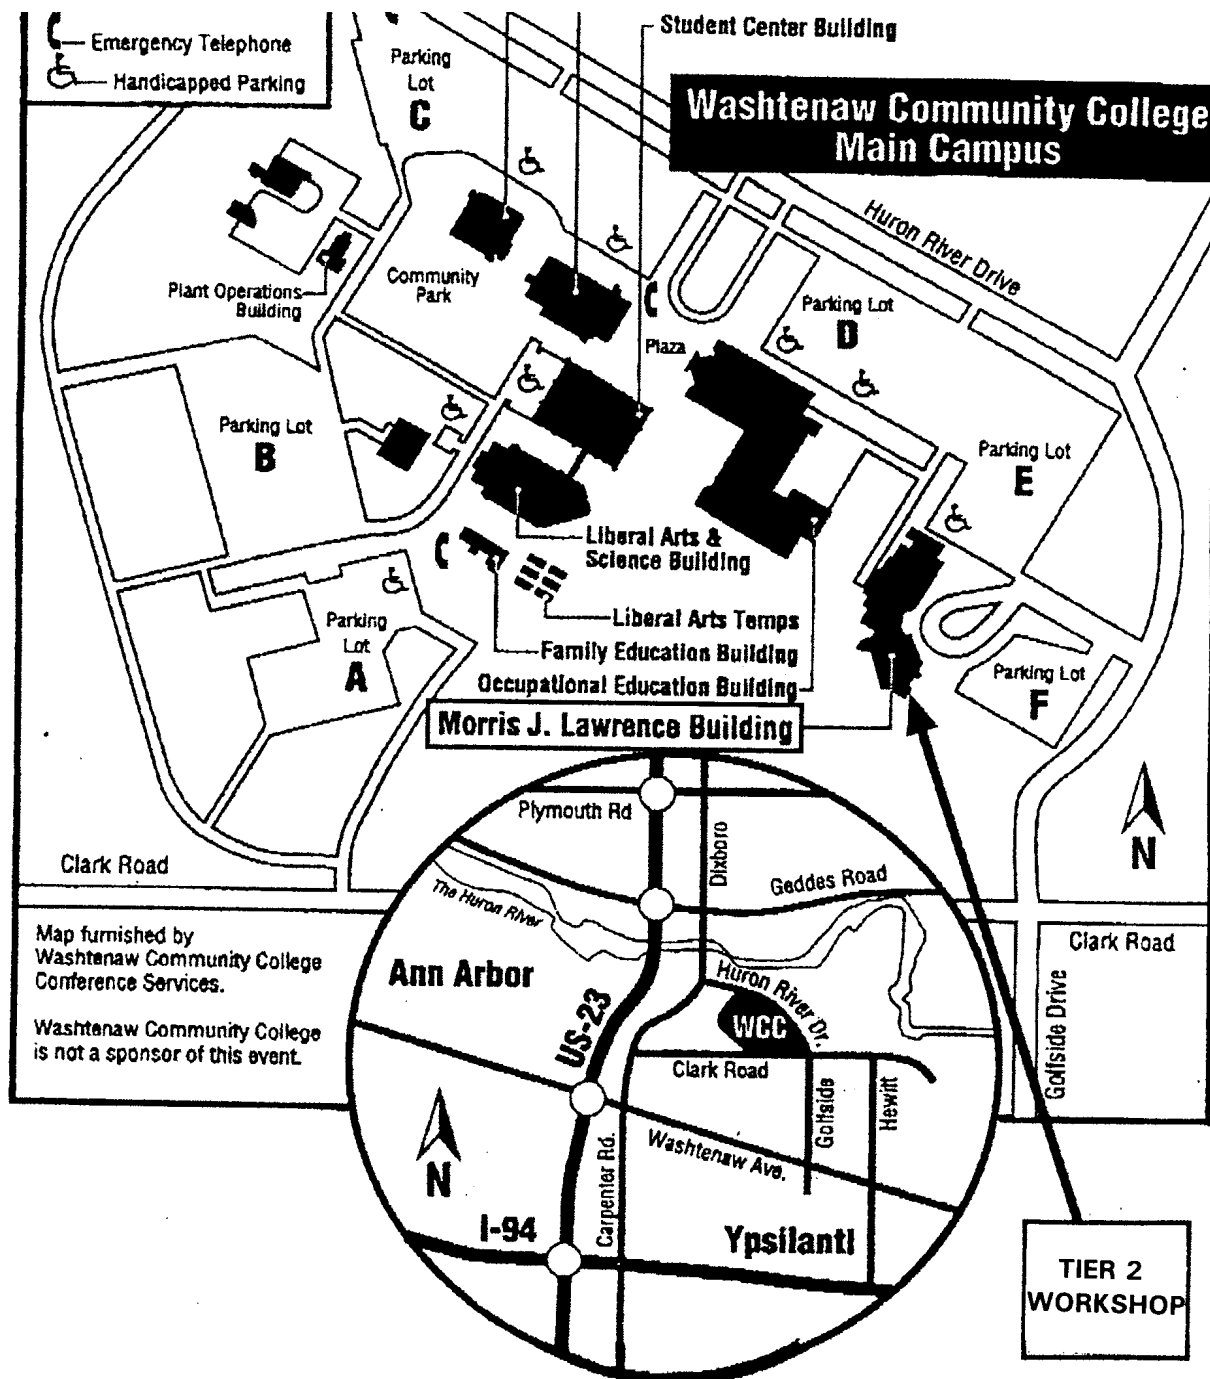 Emergency Telephone
Handicapped Parking
Student Center Building
Washtenaw Community College
Main Campus
Parking
Lot
C
Huron River Drive
Community
Park
Plant Operations
Building
Plaza
Parking Lot
D
Parking Lot
B
Parking Lot
E
Liberal Arts &
Science Building
Liberal Arts Temps
Family Education Building
Occupational Education Building
Parking
Lot
A
Parking Lot
F
Morris J. Lawrence Building
N
Plymouth Rd
Dixboro
Geddes Road
Clark Road
The Huron River
Clark Road
Map furnished by
Washtenaw Community College
Conference Services.
Washtenaw Community College
is not a sponsor of this event.
Ann Arbor
US-23
Huron River Dr.
WCC
Clark Road
Golfside
Hewitt
Golfside Drive
Washtenaw Ave.
Carpenter Rd.
N
I-94
Ypsilanti
TIER 2
WORKSHOP